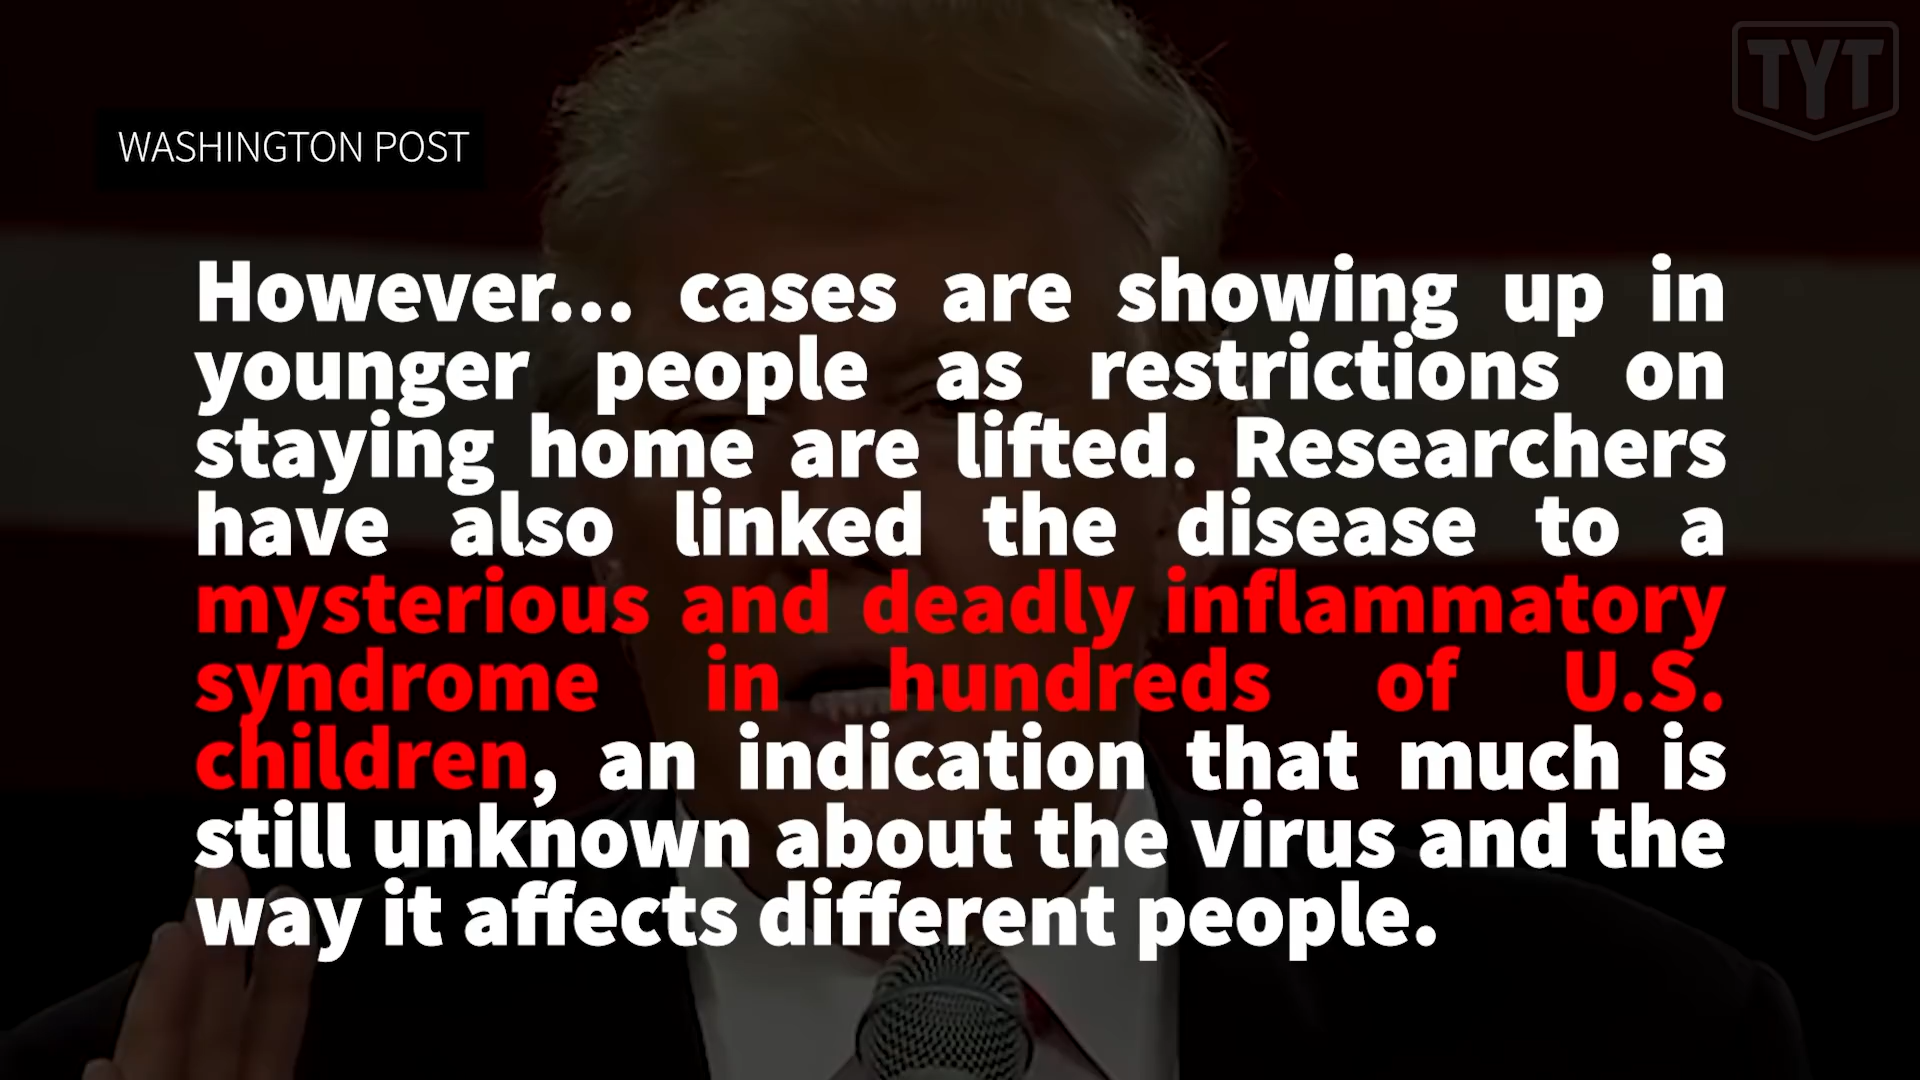 TYT
WASHINGTON POST
However... cases are showing up in
younger people as restrictions on
staying home are lifted. Researchers
have also linked the disease to a
mysterious and deadly inflammatory
syndrome in hundreds of U.S.
children, an indication that much is
still unknown about the virus and the
way it affects different people.